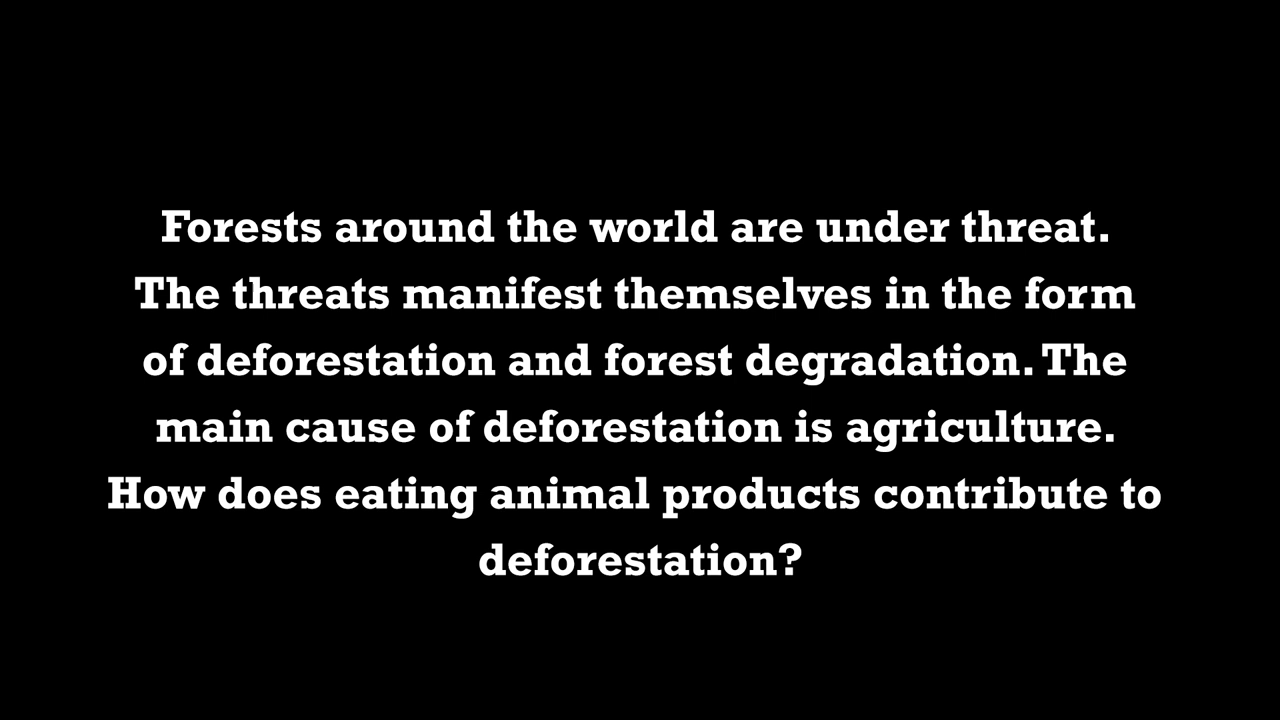 Forests around the world are under threat.
The threats manifest themselves in the form
of deforestation and forest degradation. The
main cause of deforestation is agriculture.
How does eating animal products contribute to
deforestation?